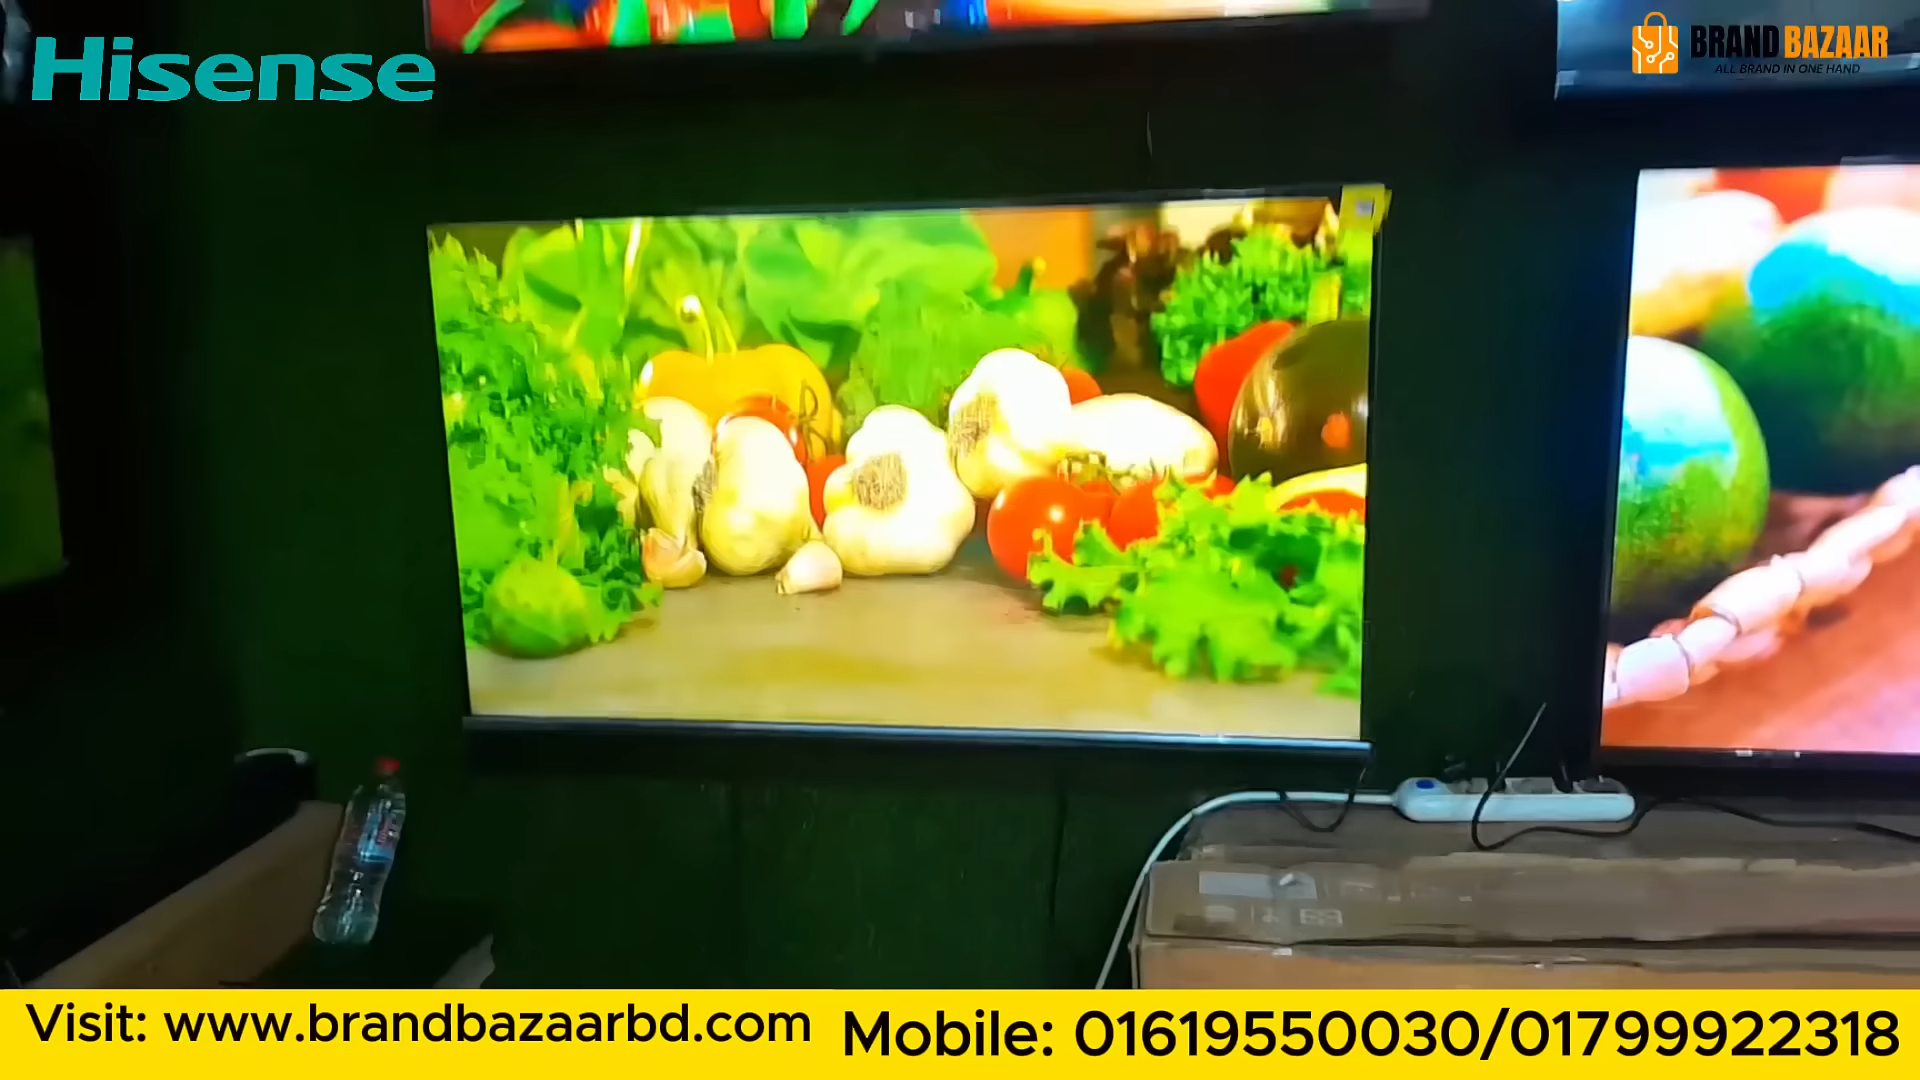 Hisense
BRAND BAZAAR
ALL BRAND IN ONE HAND
Visit: www.brandbazaarbd.com
Mobile: 01619550030/01799922318